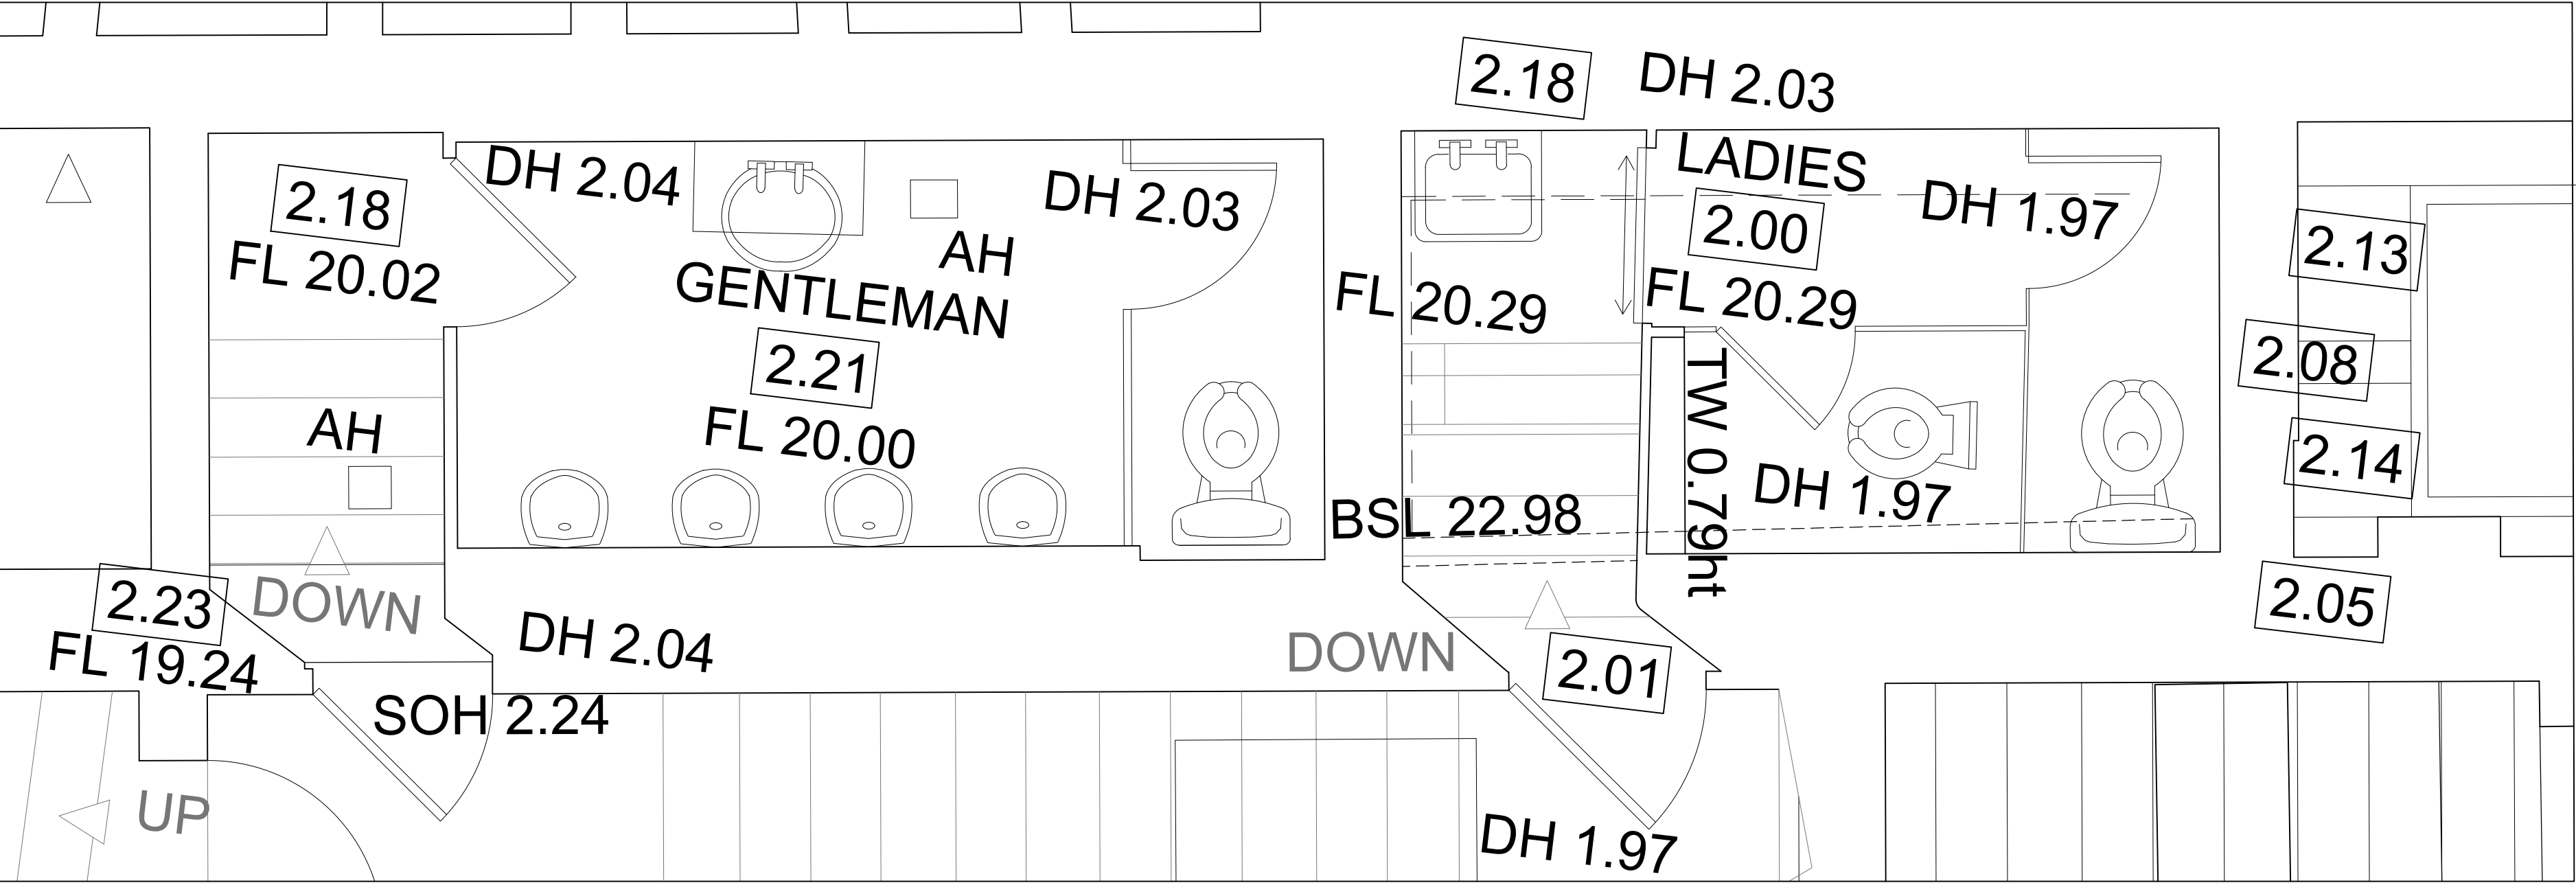 2.18
DH 2.03
DH 2.04
2.18
FL 20.02
AH
GENTLEMAN
2.21
FL 20.00
DH 2.03
LADIES
2.00
FL 20.29
FL 20.29
DH 1.97
2.13
2.08
2.14
AH
TW 0.79ht
DH 1.97
BSL 22.98
2.23
FL 19.24
DOWN
DH 2.04
DOWN
2.01
2.05
SOH 2.24
UP
DH 1.97